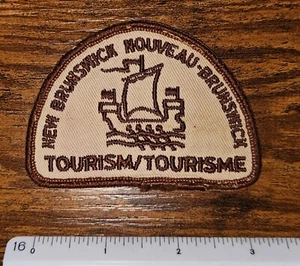 NEW BRUNSWICK NOUVEAU-BRUNSWICK
TOURISM/TOURISME
16 0 1 2 3